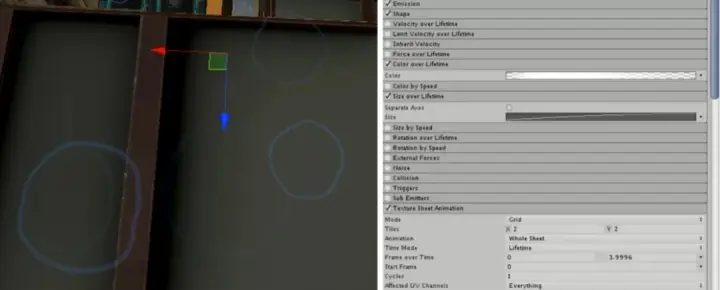 Emission
Shape
Velocity over Lifetime
Limit Velocity over Lifetime
Inherit Velocity
Force over Lifetime
Color over Lifetime
Color
Color by Speed
Size over Lifetime
Separate Axes
Size
Size by Speed
Rotation over Lifetime
Rotation by Speed
External Forces
Noise
Collision
Triggers
Sub Emitters
Texture Sheet Animation
Mode Grid
Tiles X 2 Y 2
Animation Whole Sheet
Time Mode Lifetime
Frame over Time 0 3.9996
Start Frame 0
Cycles 1
Affected UV Channels Everything